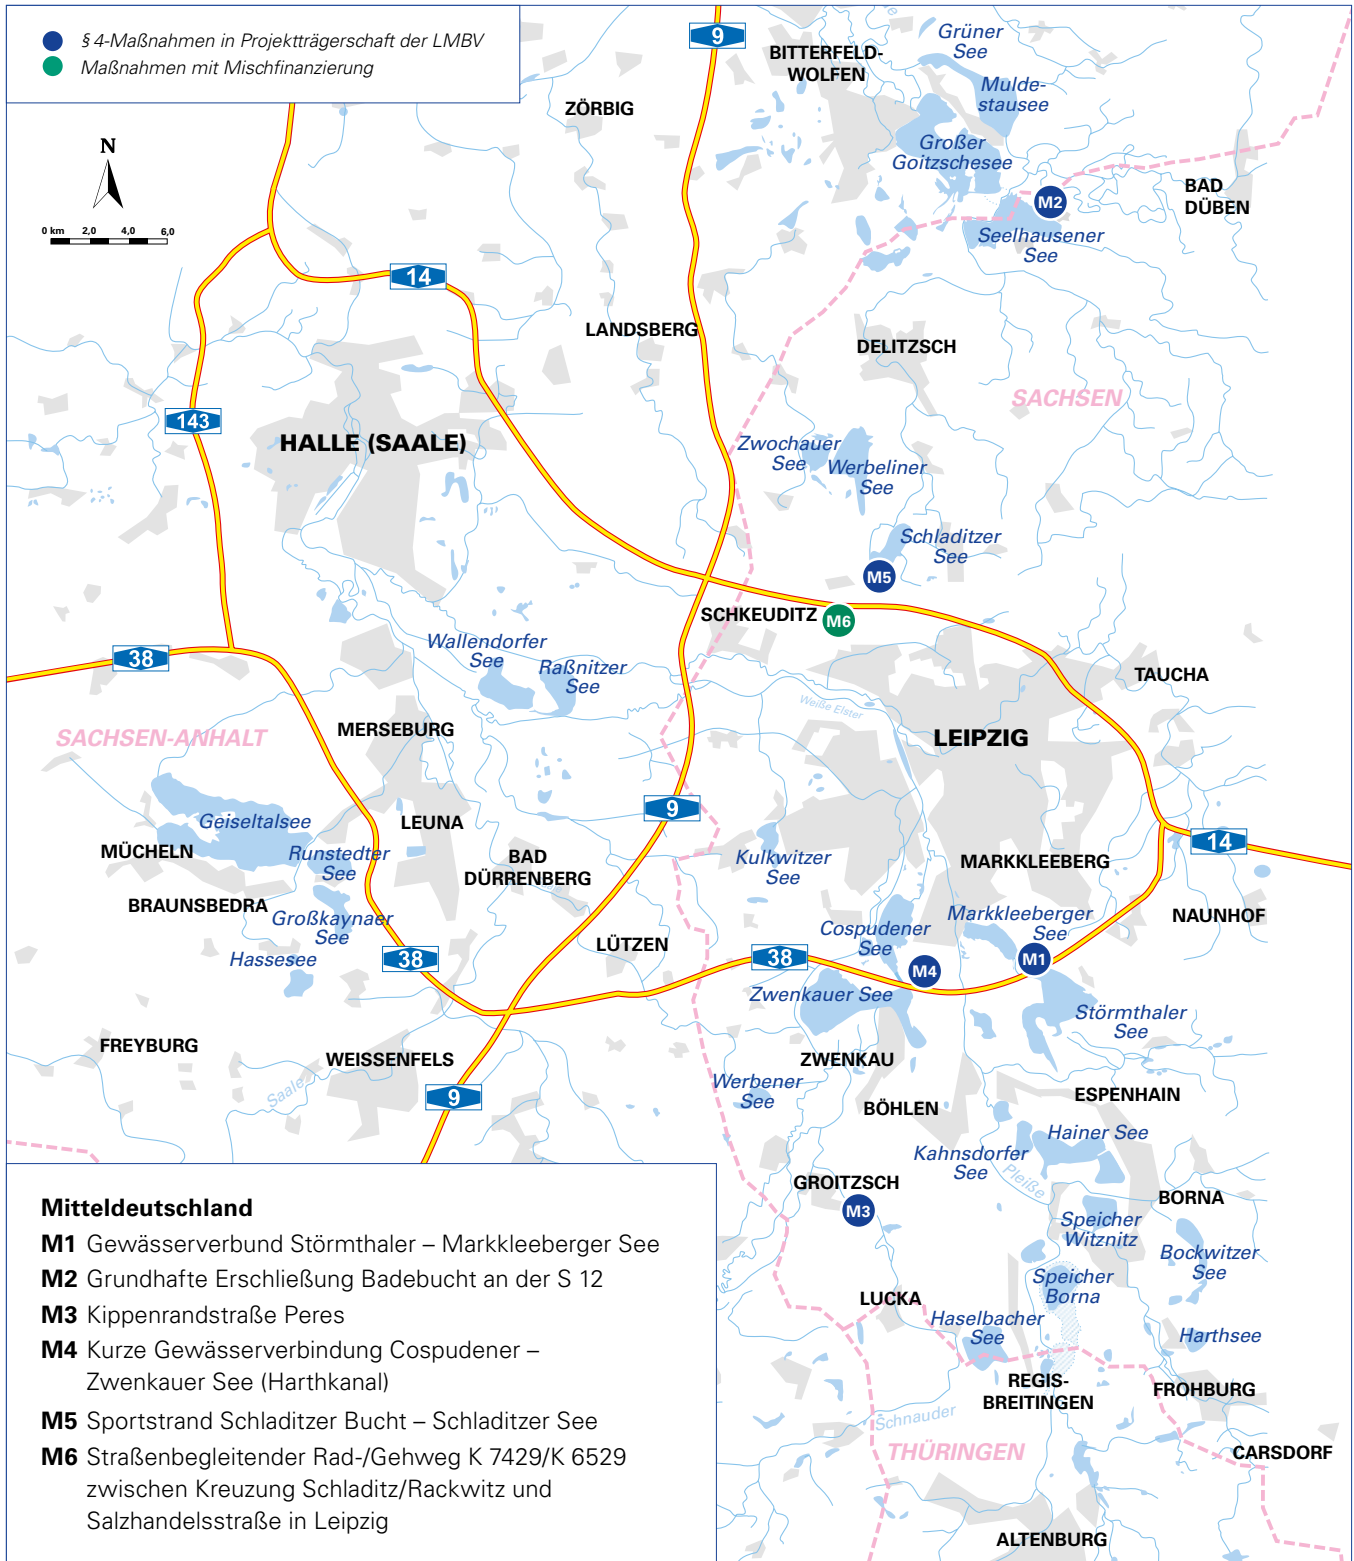 § 4-Maßnahmen in Projektträgerschaft der LMBV
Maßnahmen mit Mischfinanzierung
N
0 km 2,0 4,0 6,0
9
BITTERFELD-
WOLFEN
Grüner
See
Mulde-
stausee
ZÖRBIG
Großer
Goitzschesee
BAD
DÜBEN
M2
Seelhausener
See
14
LANDSBERG
DELITZSCH
SACHSEN
143
HALLE (SAALE)
Zwochauer
See
Werbeliner
See
Schladitzer
See
M5
SCHKEUDITZ
M6
38
Wallendorfer
See
Raßnitzer
See
TAUCHA
Weiße Elster
SACHSEN-ANHALT
MERSEBURG
LEIPZIG
9
Geiseltalsee
LEUNA
MÜCHELN
Runstedter
See
BAD
DÜRRENBERG
Kulkwitzer
See
MARKKLEEBERG
14
BRAUNSBEDRA
Großkaynaer
See
Hassesee
38
LÜTZEN
38
Cospudener
See
Markkleeberger
See
NAUNHOF
M4
M1
Zwenkauer See
Störmthaler
See
FREYBURG
WEISSENFELS
ZWENKAU
Saale
9
Werbener
See
BÖHLEN
ESPENHAIN
Hainer See
Kahnsdorfer
See
Pleiße
GROITZSCH
M3
BORNA
Speicher
Witznitz
Bockwitzer
See
Speicher
Borna
LUCKA
Haselbacher
See
Harthsee
REGIS-
BREITINGEN
FROHBURG
Schnauder
THÜRINGEN
CARSDORF
ALTENBURG
Mitteldeutschland
M1 Gewässerverbund Störmthaler – Markkleeberger See
M2 Grundhafte Erschließung Badebucht an der S 12
M3 Kippenrandstraße Peres
M4 Kurze Gewässerverbindung Cospudener –
Zwenkauer See (Harthkanal)
M5 Sportstrand Schladitzer Bucht – Schladitzer See
M6 Straßenbegleitender Rad-/Gehweg K 7429/K 6529
zwischen Kreuzung Schladitz/Rackwitz und
Salzhandelsstraße in Leipzig